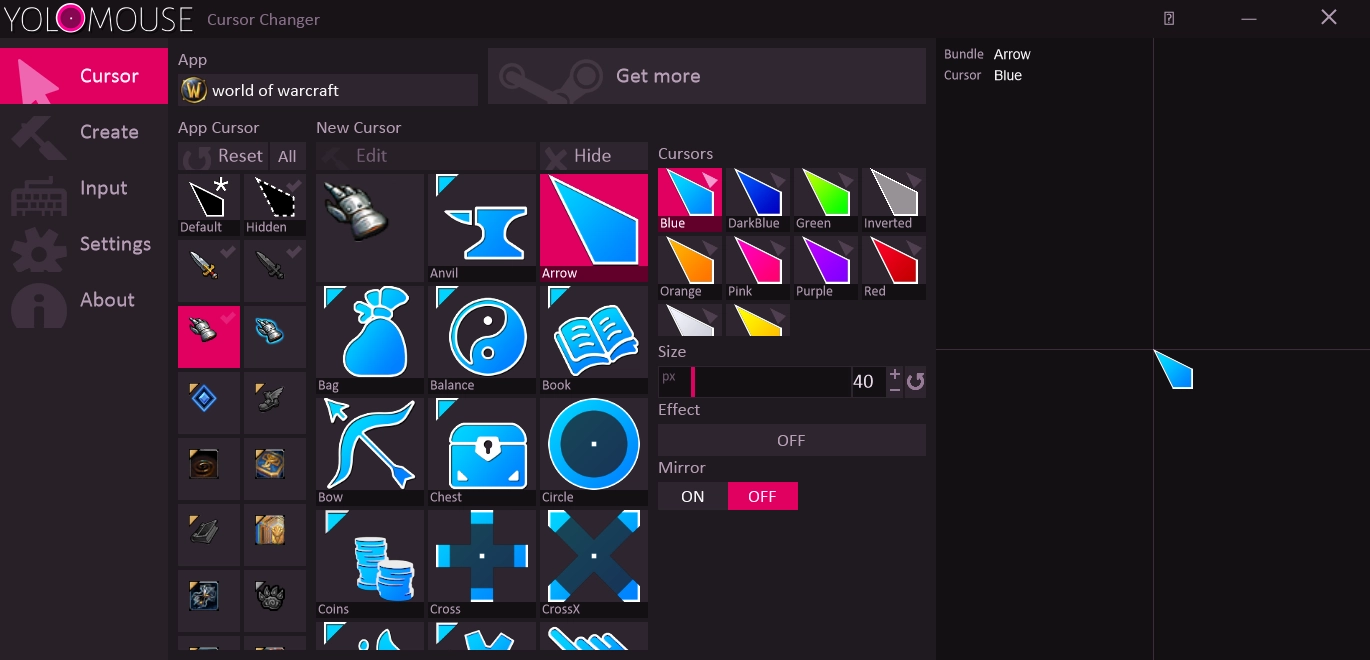 YOLOMOUSE Cursor Changer
Cursor
Create
Input
Settings
About
App
world of warcraft
Get more
App Cursor
Reset All
Default Hidden
New Cursor
Edit Hide
Anvil Arrow
Bag Balance Book
Bow Chest Circle
Coins Cross CrossX
Cursors
Blue DarkBlue Green Inverted
Orange Pink Purple Red
Size
px 40 + −
Effect
OFF
Mirror
ON OFF
Bundle Arrow
Cursor Blue